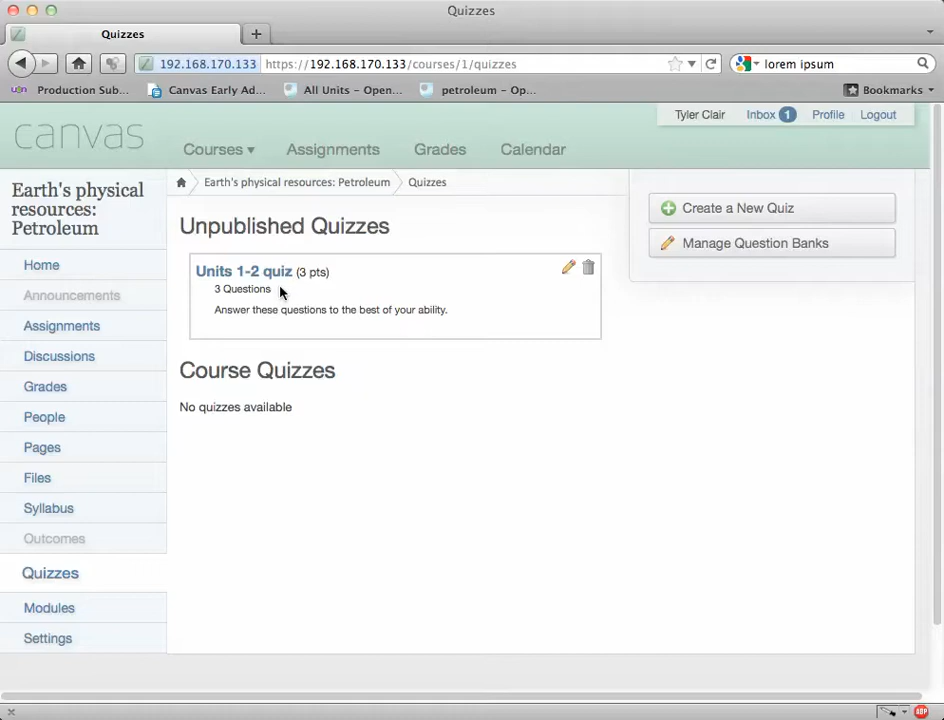 Quizzes
Quizzes
192.168.170.133 https://192.168.170.133/courses/1/quizzes
lorem ipsum
Production Sub... Canvas Early Ad... All Units – Open... petroleum – Op... Bookmarks
Tyler Clair Inbox 1 Profile Logout
canvas
Courses Assignments Grades Calendar
Earth's physical resources: Petroleum Quizzes
Earth's physical
resources:
Petroleum
Home
Announcements
Assignments
Discussions
Grades
People
Pages
Files
Syllabus
Outcomes
Quizzes
Modules
Settings
Unpublished Quizzes
Units 1-2 quiz (3 pts)
3 Questions
Answer these questions to the best of your ability.
Course Quizzes
No quizzes available
Create a New Quiz
Manage Question Banks
ABP